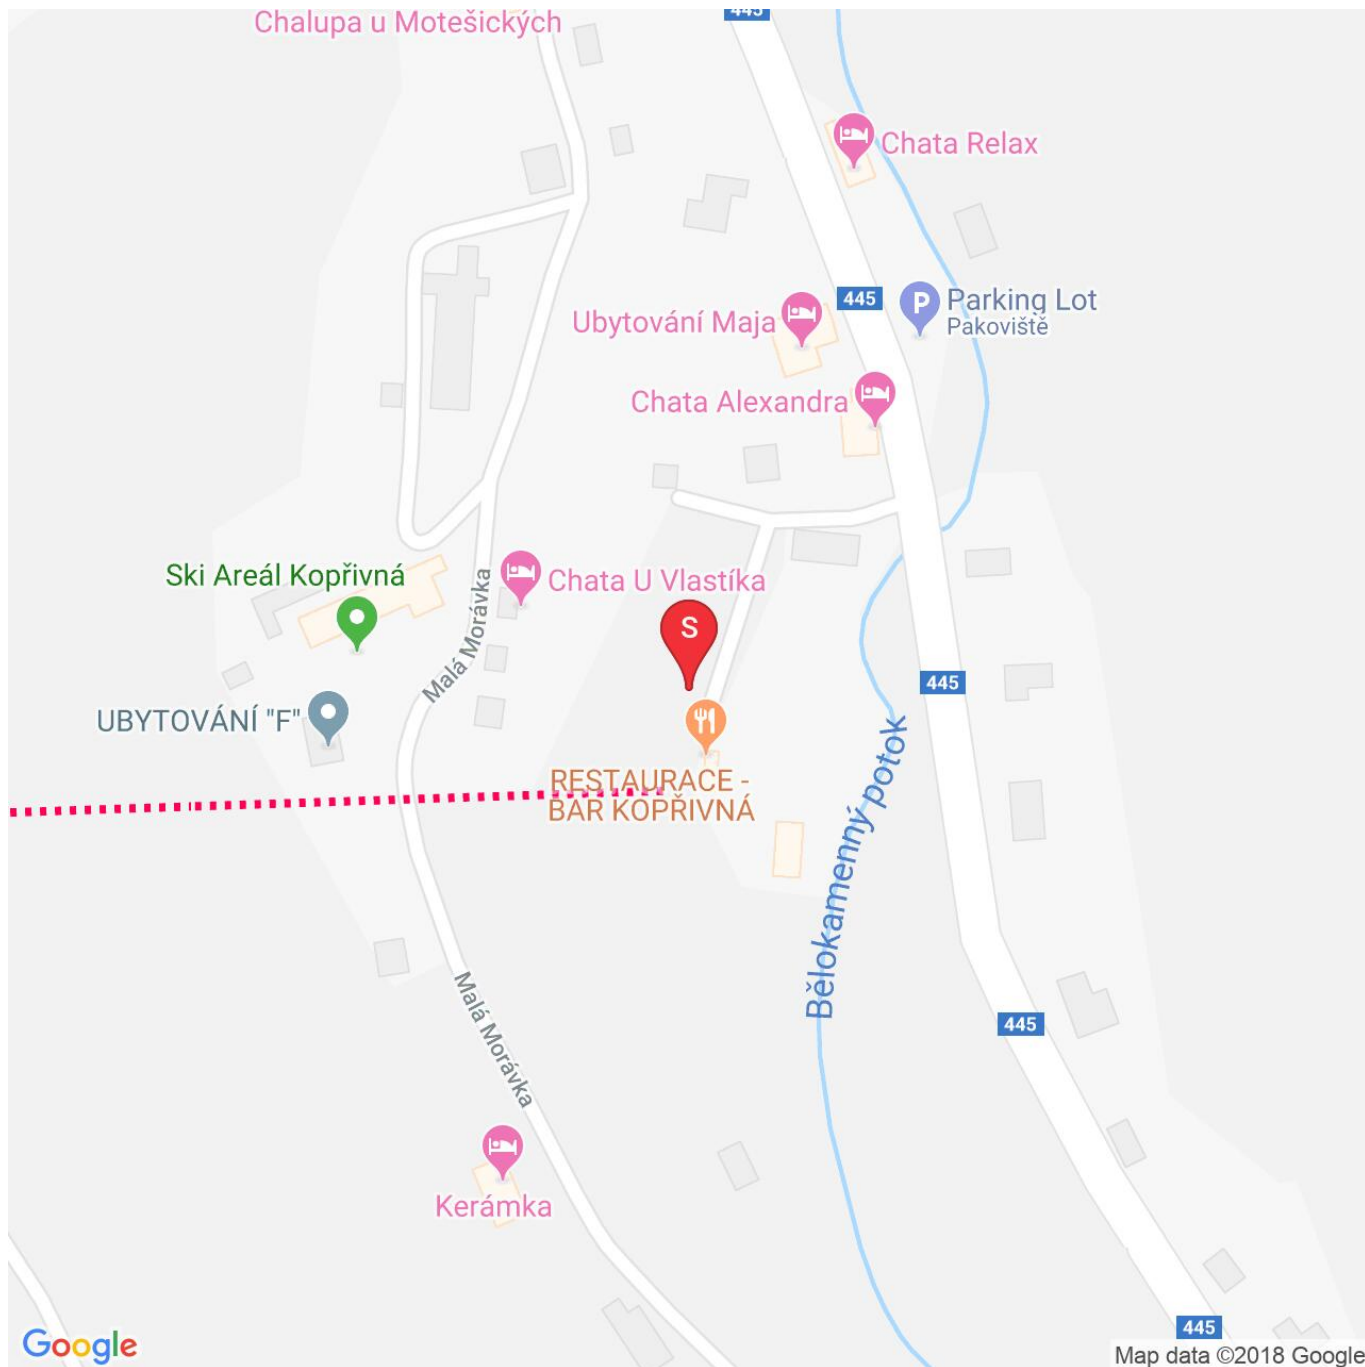 Chalupa u Motešických
445
Chata Relax
445
Parking Lot
Pakoviště
Ubytování Maja
Chata Alexandra
Ski Areál Kopřivná
Chata U Vlastíka
Malá Morávka
S
445
UBYTOVÁNÍ "F"
RESTAURACE -
BAR KOPŘIVNÁ
Bělokamenný potok
Malá Morávka
445
Kerámka
445
Google
Map data ©2018 Google